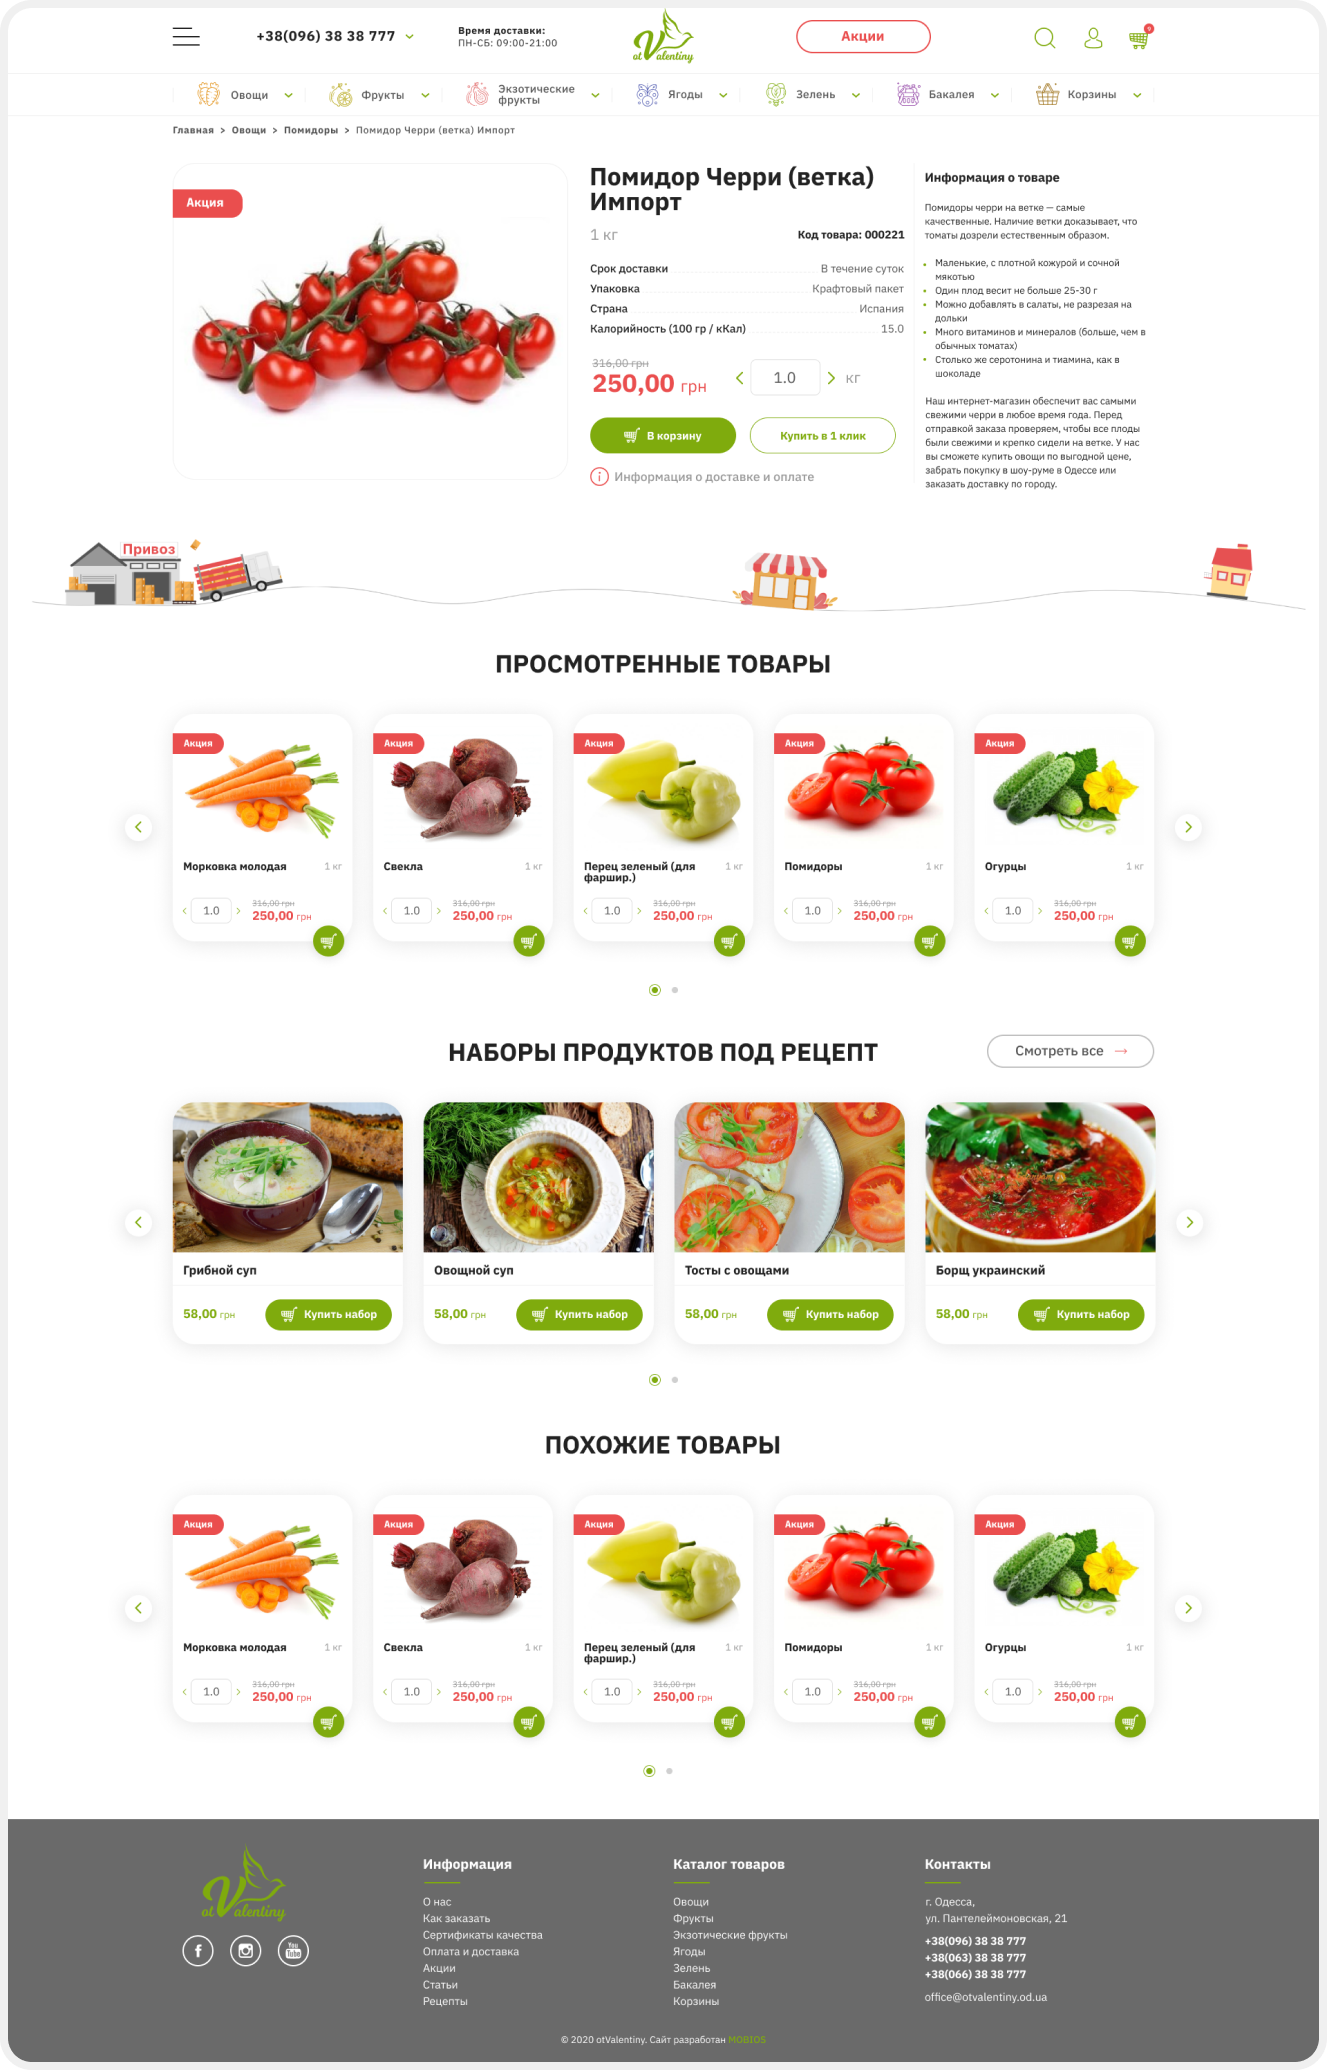 +38(096) 38 38 777
Время доставки:
ПН-СБ: 09:00-21:00
otValentiny
Акции
Овощи
Фрукты
Экзотические
фрукты
Ягоды
Зелень
Бакалея
Корзины
Главная > Овощи > Помидоры > Помидор Черри (ветка) Импорт
Акция
Помидор Черри (ветка)
Импорт
1 кг
Код товара: 000221
Срок доставки В течение суток
Упаковка Крафтовый пакет
Страна Испания
Калорийность (100 гр / кКал) 15.0
316,00 грн
250,00 грн
1.0
кг
В корзину
Купить в 1 клик
Информация о доставке и оплате
Информация о товаре
Помидоры черри на ветке — самые
качественные. Наличие ветки доказывает, что
томаты дозрели естественным образом.
Маленькие, с плотной кожурой и сочной
мякотью
Один плод весит не больше 25-30 г
Можно добавлять в салаты, не разрезая на
дольки
Много витаминов и минералов (больше, чем в
обычных томатах)
Столько же серотонина и тиамина, как в
шоколаде
Наш интернет-магазин обеспечит вас самыми
свежими черри в любое время года. Перед
отправкой заказа проверяем, чтобы все плоды
были свежими и крепко сидели на ветке. У нас
вы сможете купить овощи по выгодной цене,
забрать покупку в шоу-руме в Одессе или
заказать доставку по городу.
Привоз
ПРОСМОТРЕННЫЕ ТОВАРЫ
Акция
Морковка молодая
1 кг
1.0
316,00 грн
250,00 грн
Акция
Свекла
1 кг
1.0
316,00 грн
250,00 грн
Акция
Перец зеленый (для
фаршир.)
1 кг
1.0
316,00 грн
250,00 грн
Акция
Помидоры
1 кг
1.0
316,00 грн
250,00 грн
Акция
Огурцы
1 кг
1.0
316,00 грн
250,00 грн
НАБОРЫ ПРОДУКТОВ ПОД РЕЦЕПТ
Смотреть все
Грибной суп
58,00 грн
Купить набор
Овощной суп
58,00 грн
Купить набор
Тосты с овощами
58,00 грн
Купить набор
Борщ украинский
58,00 грн
Купить набор
ПОХОЖИЕ ТОВАРЫ
Акция
Морковка молодая
1 кг
1.0
316,00 грн
250,00 грн
Акция
Свекла
1 кг
1.0
316,00 грн
250,00 грн
Акция
Перец зеленый (для
фаршир.)
1 кг
1.0
316,00 грн
250,00 грн
Акция
Помидоры
1 кг
1.0
316,00 грн
250,00 грн
Акция
Огурцы
1 кг
1.0
316,00 грн
250,00 грн
otValentiny
You
Tube
Информация
О нас
Как заказать
Сертификаты качества
Оплата и доставка
Акции
Статьи
Рецепты
Каталог товаров
Овощи
Фрукты
Экзотические фрукты
Ягоды
Зелень
Бакалея
Корзины
Контакты
г. Одесса,
ул. Пантелеймоновская, 21
+38(096) 38 38 777
+38(063) 38 38 777
+38(066) 38 38 777
office@otvalentiny.od.ua
© 2020 otValentiny. Сайт разработан MOBIOS